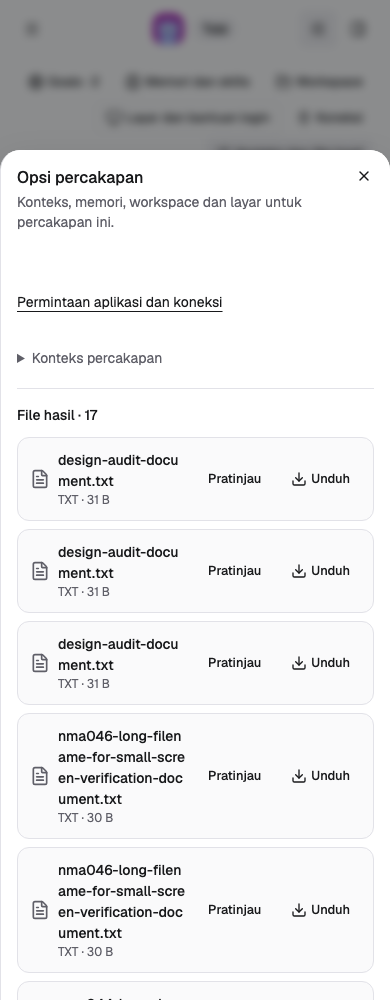 Opsi percakapan
Konteks, memori, workspace dan layar untuk
percakapan ini.
Permintaan aplikasi dan koneksi
Konteks percakapan
File hasil · 17
design-audit-docu
ment.txt
TXT · 31 B
Pratinjau
Unduh
design-audit-docu
ment.txt
TXT · 31 B
Pratinjau
Unduh
design-audit-docu
ment.txt
TXT · 31 B
Pratinjau
Unduh
nma046-long-filen
ame-for-small-scre
en-verification-doc
ument.txt
TXT · 30 B
Pratinjau
Unduh
nma046-long-filen
ame-for-small-scre
en-verification-doc
ument.txt
TXT · 30 B
Pratinjau
Unduh